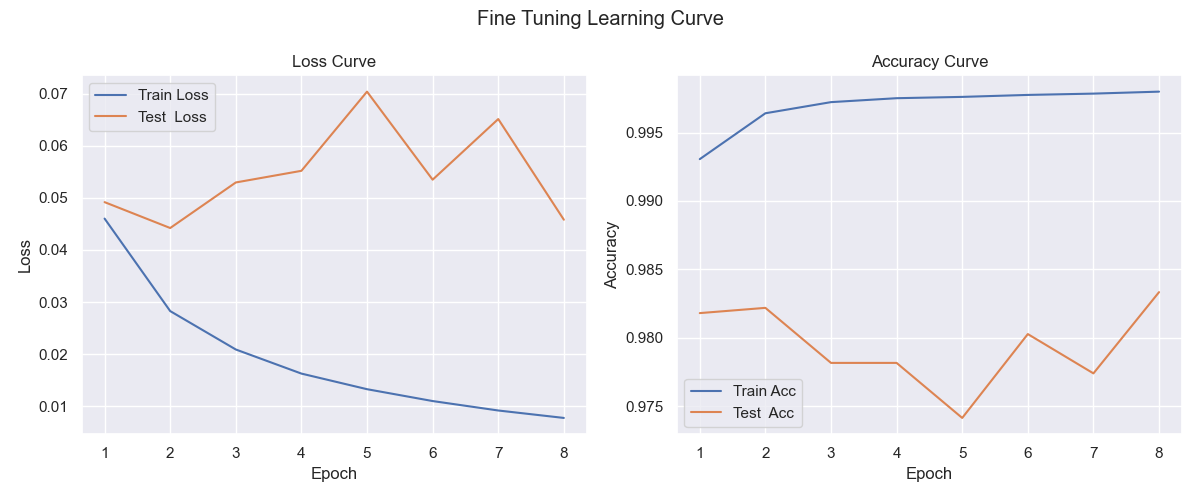 Fine Tuning Learning Curve
Loss Curve
Train Loss
Test  Loss
0.07
0.06
0.05
0.04
0.03
0.02
0.01
Loss
1 2 3 4 5 6 7 8
Epoch
Accuracy Curve
0.995
0.990
0.985
0.980
0.975
Accuracy
Train Acc
Test  Acc
1 2 3 4 5 6 7 8
Epoch